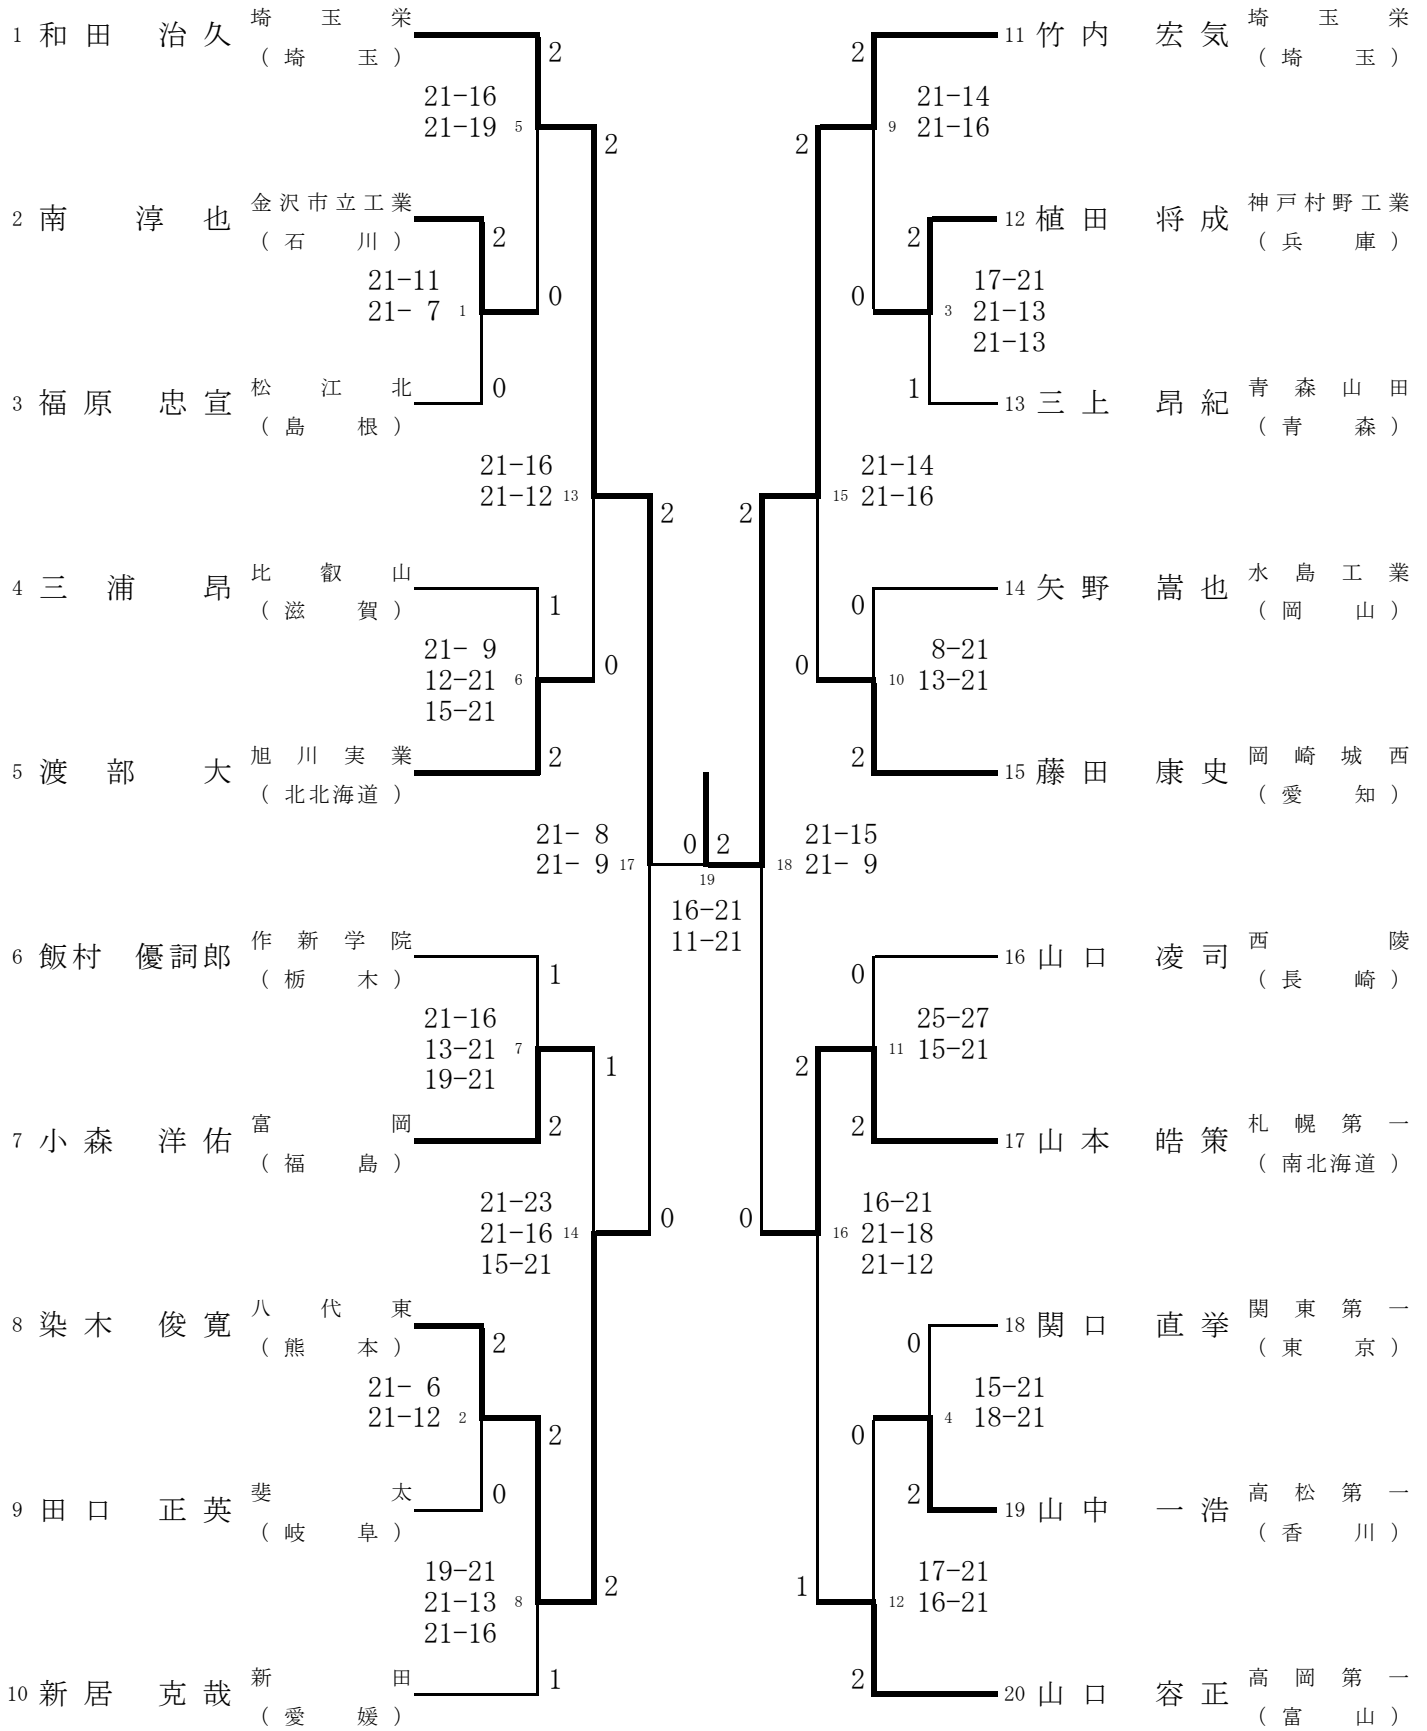 1 和田 治久 埼玉栄
(埼玉)
2
21-16
21-19 5
2
2 南 淳也 金沢市立工業
(石川)
2
21-11
21- 7 1
0
3 福原 忠宣 松江北
(島根)
0
21-16
21-12 13
2
4 三浦 昂 比叡山
(滋賀)
1
21- 9
12-21 6
15-21
0
5 渡部 大 旭川実業
(北北海道)
2
21- 8
21- 9 17
6 飯村 優詞郎 作新学院
(栃木)
1
21-16
13-21 7
19-21
1
7 小森 洋佑 富岡
(福島)
2
21-23
21-16 14
15-21
0
8 染木 俊寛 八代東
(熊本)
2
21- 6
21-12 2
2
9 田口 正英 斐太
(岐阜)
0
19-21
21-13 8
21-16
2
10 新居 克哉 新田
(愛媛)
1
0 2
19
16-21
11-21
11 竹内 宏気 埼玉栄
(埼玉)
2
21-14
9 21-16
2
12 植田 将成 神戸村野工業
(兵庫)
2
17-21
3 21-13
21-13
0
13 三上 昂紀 青森山田
(青森)
1
21-14
15 21-16
2
14 矢野 嵩也 水島工業
(岡山)
0
8-21
10 13-21
0
15 藤田 康史 岡崎城西
(愛知)
2
21-15
18 21- 9
16 山口 凌司 西陵
(長崎)
0
25-27
11 15-21
2
17 山本 皓策 札幌第一
(南北海道)
2
16-21
16 21-18
21-12
0
18 関口 直挙 関東第一
(東京)
0
15-21
4 18-21
0
19 山中 一浩 高松第一
(香川)
2
17-21
12 16-21
1
20 山口 容正 高岡第一
(富山)
2